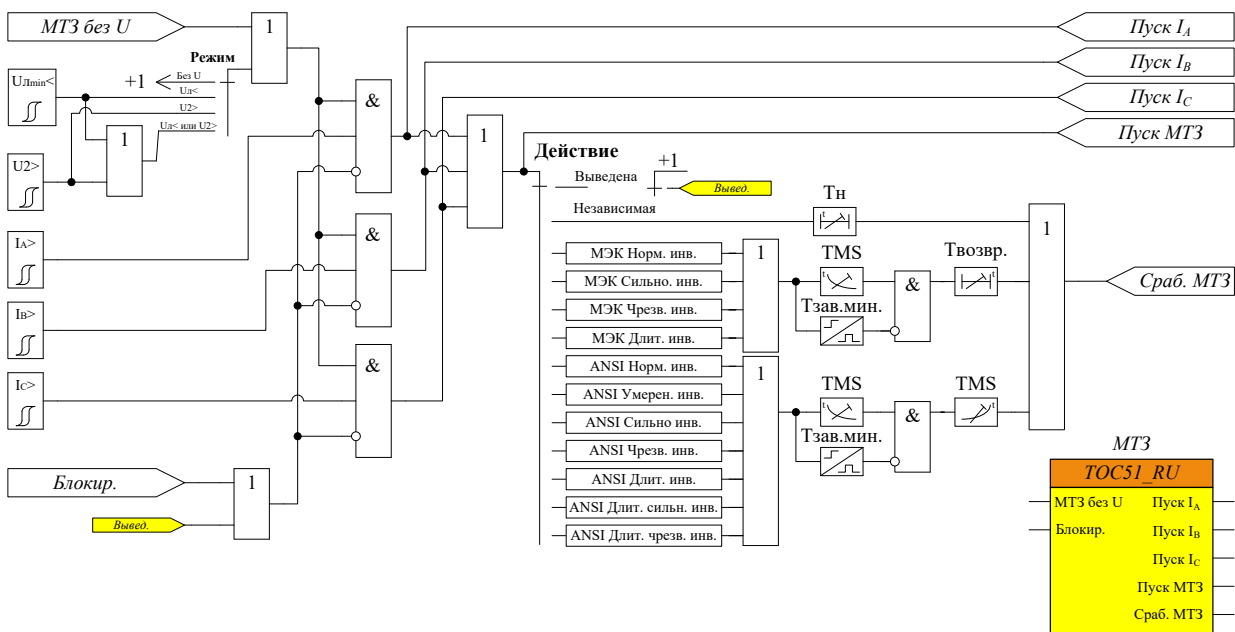 МТЗ без U
1
Режим
+1
Без U
Uл<
U2>
Uл< или U2>
Uлmin<
1
U2>
IA>
IB>
IC>
&
&
&
1
Блокир.
Вывед.
1
Пуск IA
Пуск IB
Пуск IC
Пуск МТЗ
Действие
Выведена
+1
Вывед.
Независимая
Тн
t
МЭК Норм. инв.
МЭК Сильно. инв.
МЭК Чрезв. инв.
МЭК Длит. инв.
1
TMS
t
Тзав.мин.
&
Твозвр.
t
ANSI Норм. инв.
ANSI Умерен. инв.
ANSI Сильно инв.
ANSI Чрезв. инв.
ANSI Длит. инв.
ANSI Длит. сильн. инв.
ANSI Длит. чрезв. инв.
1
TMS
t
Тзав.мин.
&
TMS
t
1
Сраб. МТЗ
МТЗ
TOC51_RU
МТЗ без U Пуск IA
Блокир. Пуск IB
Пуск IC
Пуск МТЗ
Сраб. МТЗ